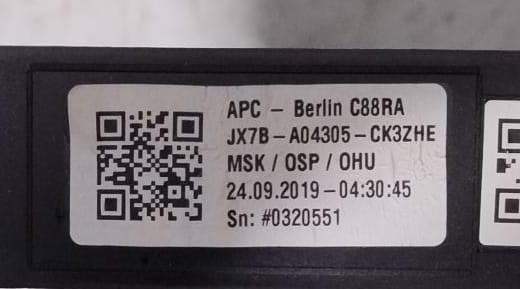 APC - Berlin C88RA
JX7B-A04305-CK3ZHE
MSK / OSP / OHU
24.09.2019-04:30:45
Sn: #0320551